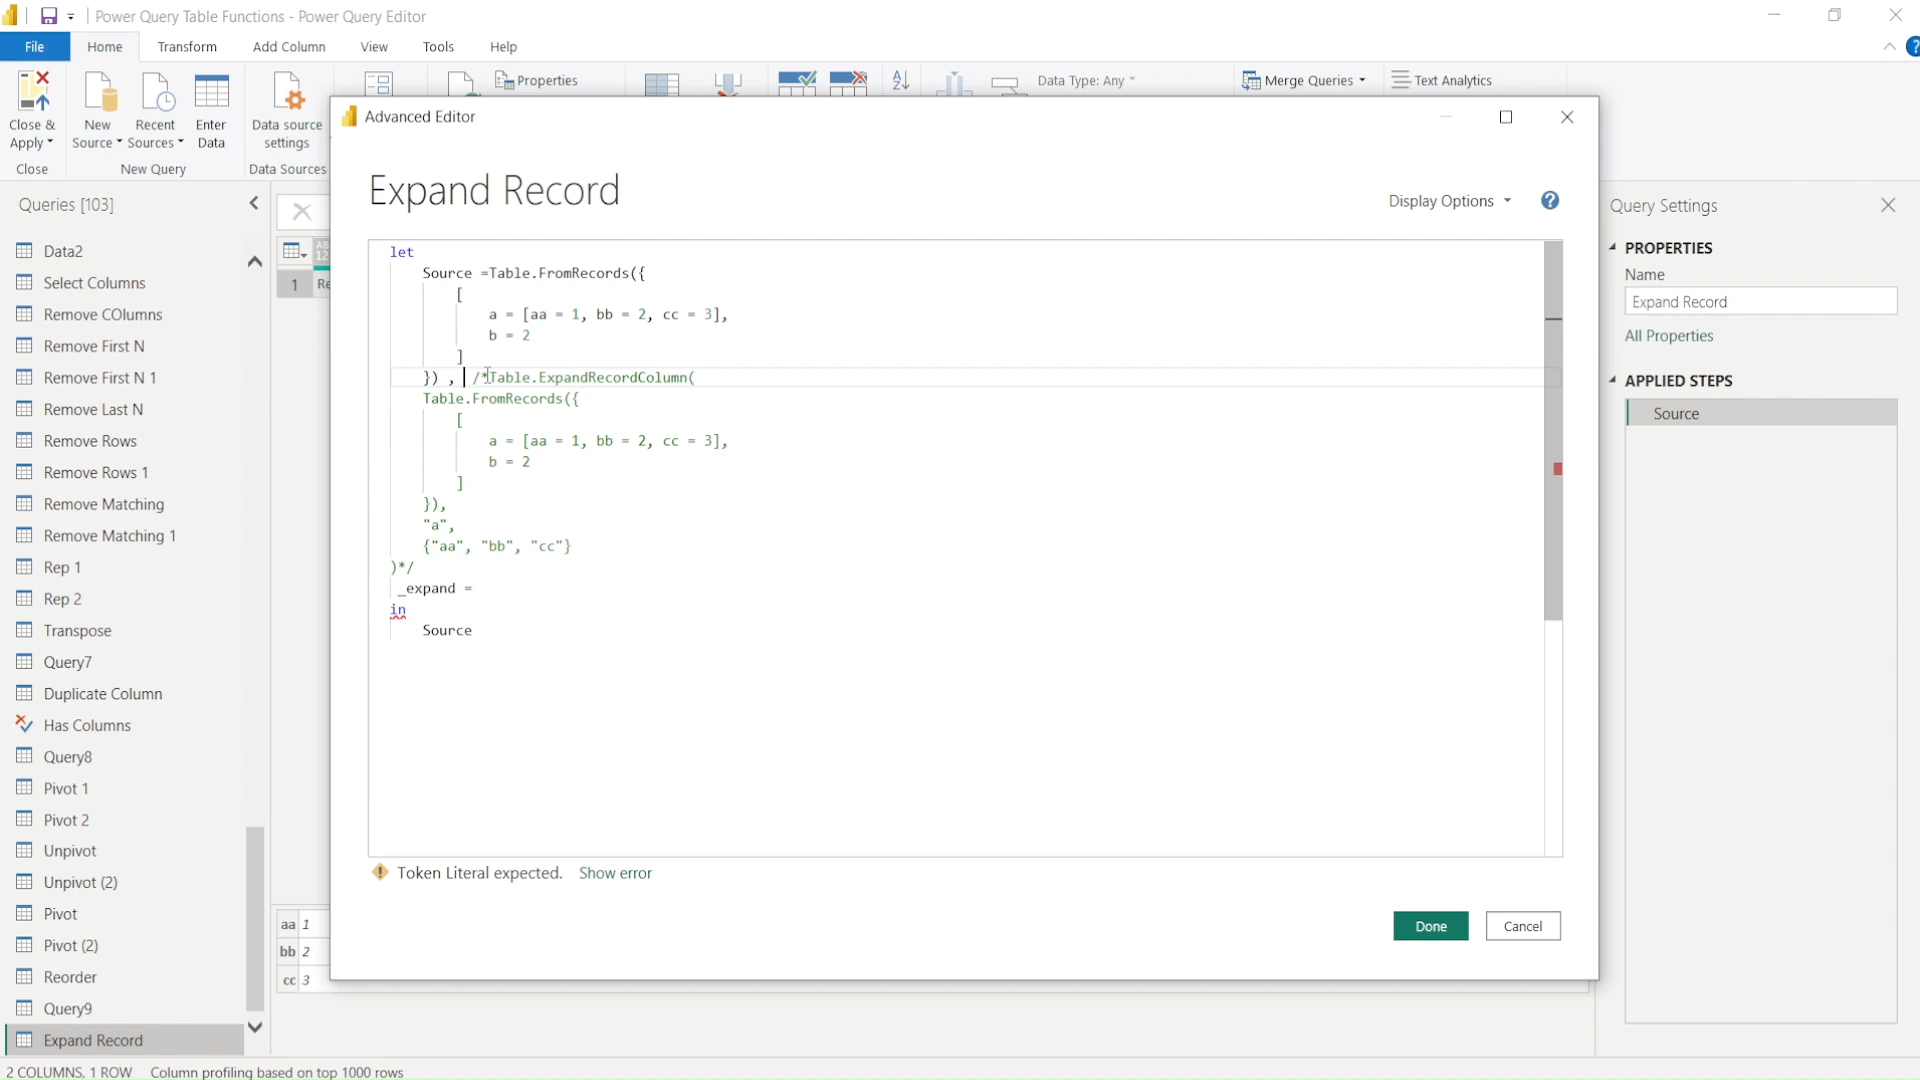 Power Query Table Functions - Power Query Editor
File Home Transform Add Column View Tools Help
Properties
Data Type: Any
Merge Queries
Text Analytics
Close & Apply
New Source
Recent Sources
Enter Data
Data source settings
Close
New Query
Data Sources
Advanced Editor
Expand Record
Display Options
Queries [103]
Data2
Select Columns
Remove COlumns
Remove First N
Remove First N 1
Remove Last N
Remove Rows
Remove Rows 1
Remove Matching
Remove Matching 1
Rep 1
Rep 2
Transpose
Query7
Duplicate Column
Has Columns
Query8
Pivot 1
Pivot 2
Unpivot
Unpivot (2)
Pivot
Pivot (2)
Reorder
Query9
Expand Record
1
let
Source =Table.FromRecords({
[
a = [aa = 1, bb = 2, cc = 3],
b = 2
]
}) , /*Table.ExpandRecordColumn(
Table.FromRecords({
[
a = [aa = 1, bb = 2, cc = 3],
b = 2
]
}),
"a",
{"aa", "bb", "cc"}
)*/
_expand =
in
Source
Token Literal expected. Show error
Done
Cancel
aa 1
bb 2
cc 3
Query Settings
PROPERTIES
Name
Expand Record
All Properties
APPLIED STEPS
Source
2 COLUMNS, 1 ROW Column profiling based on top 1000 rows